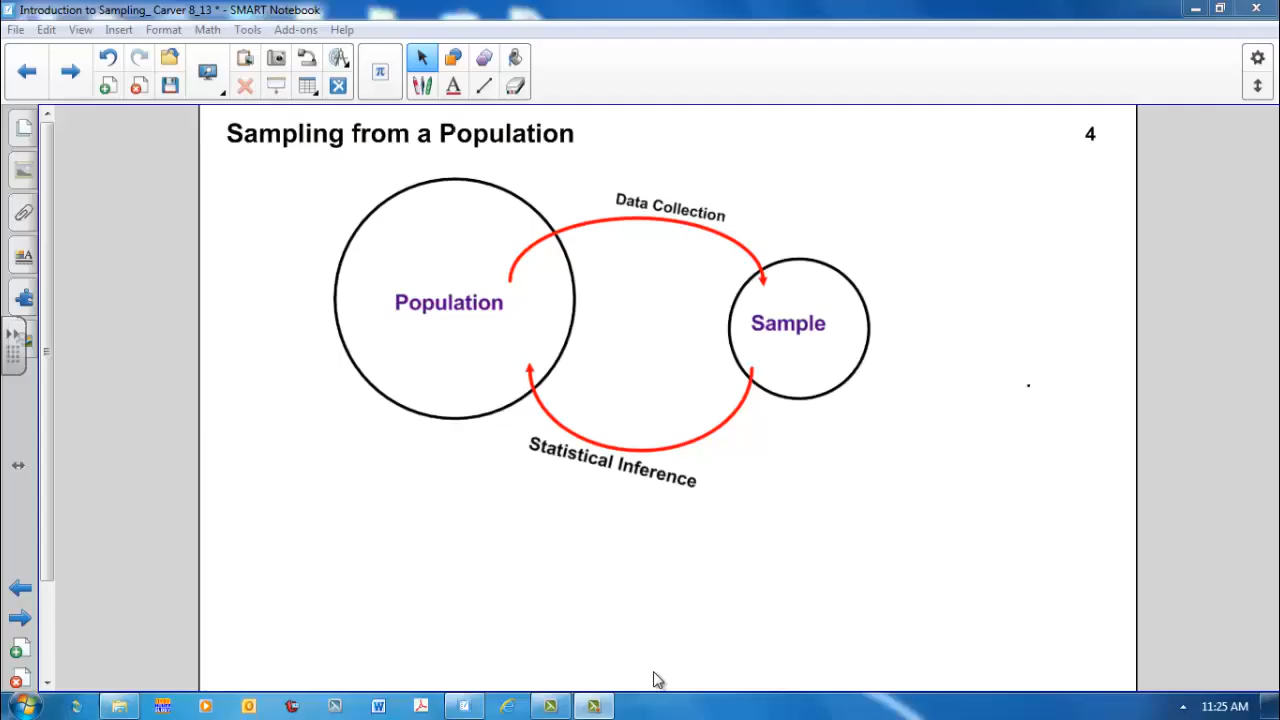 Introduction to Sampling_ Carver 8_13 * - SMART Notebook
File Edit View Insert Format Math Tools Add-ons Help
π
A
Sampling from a Population 4
Data Collection
Population
Sample
Statistical Inference
11:25 AM